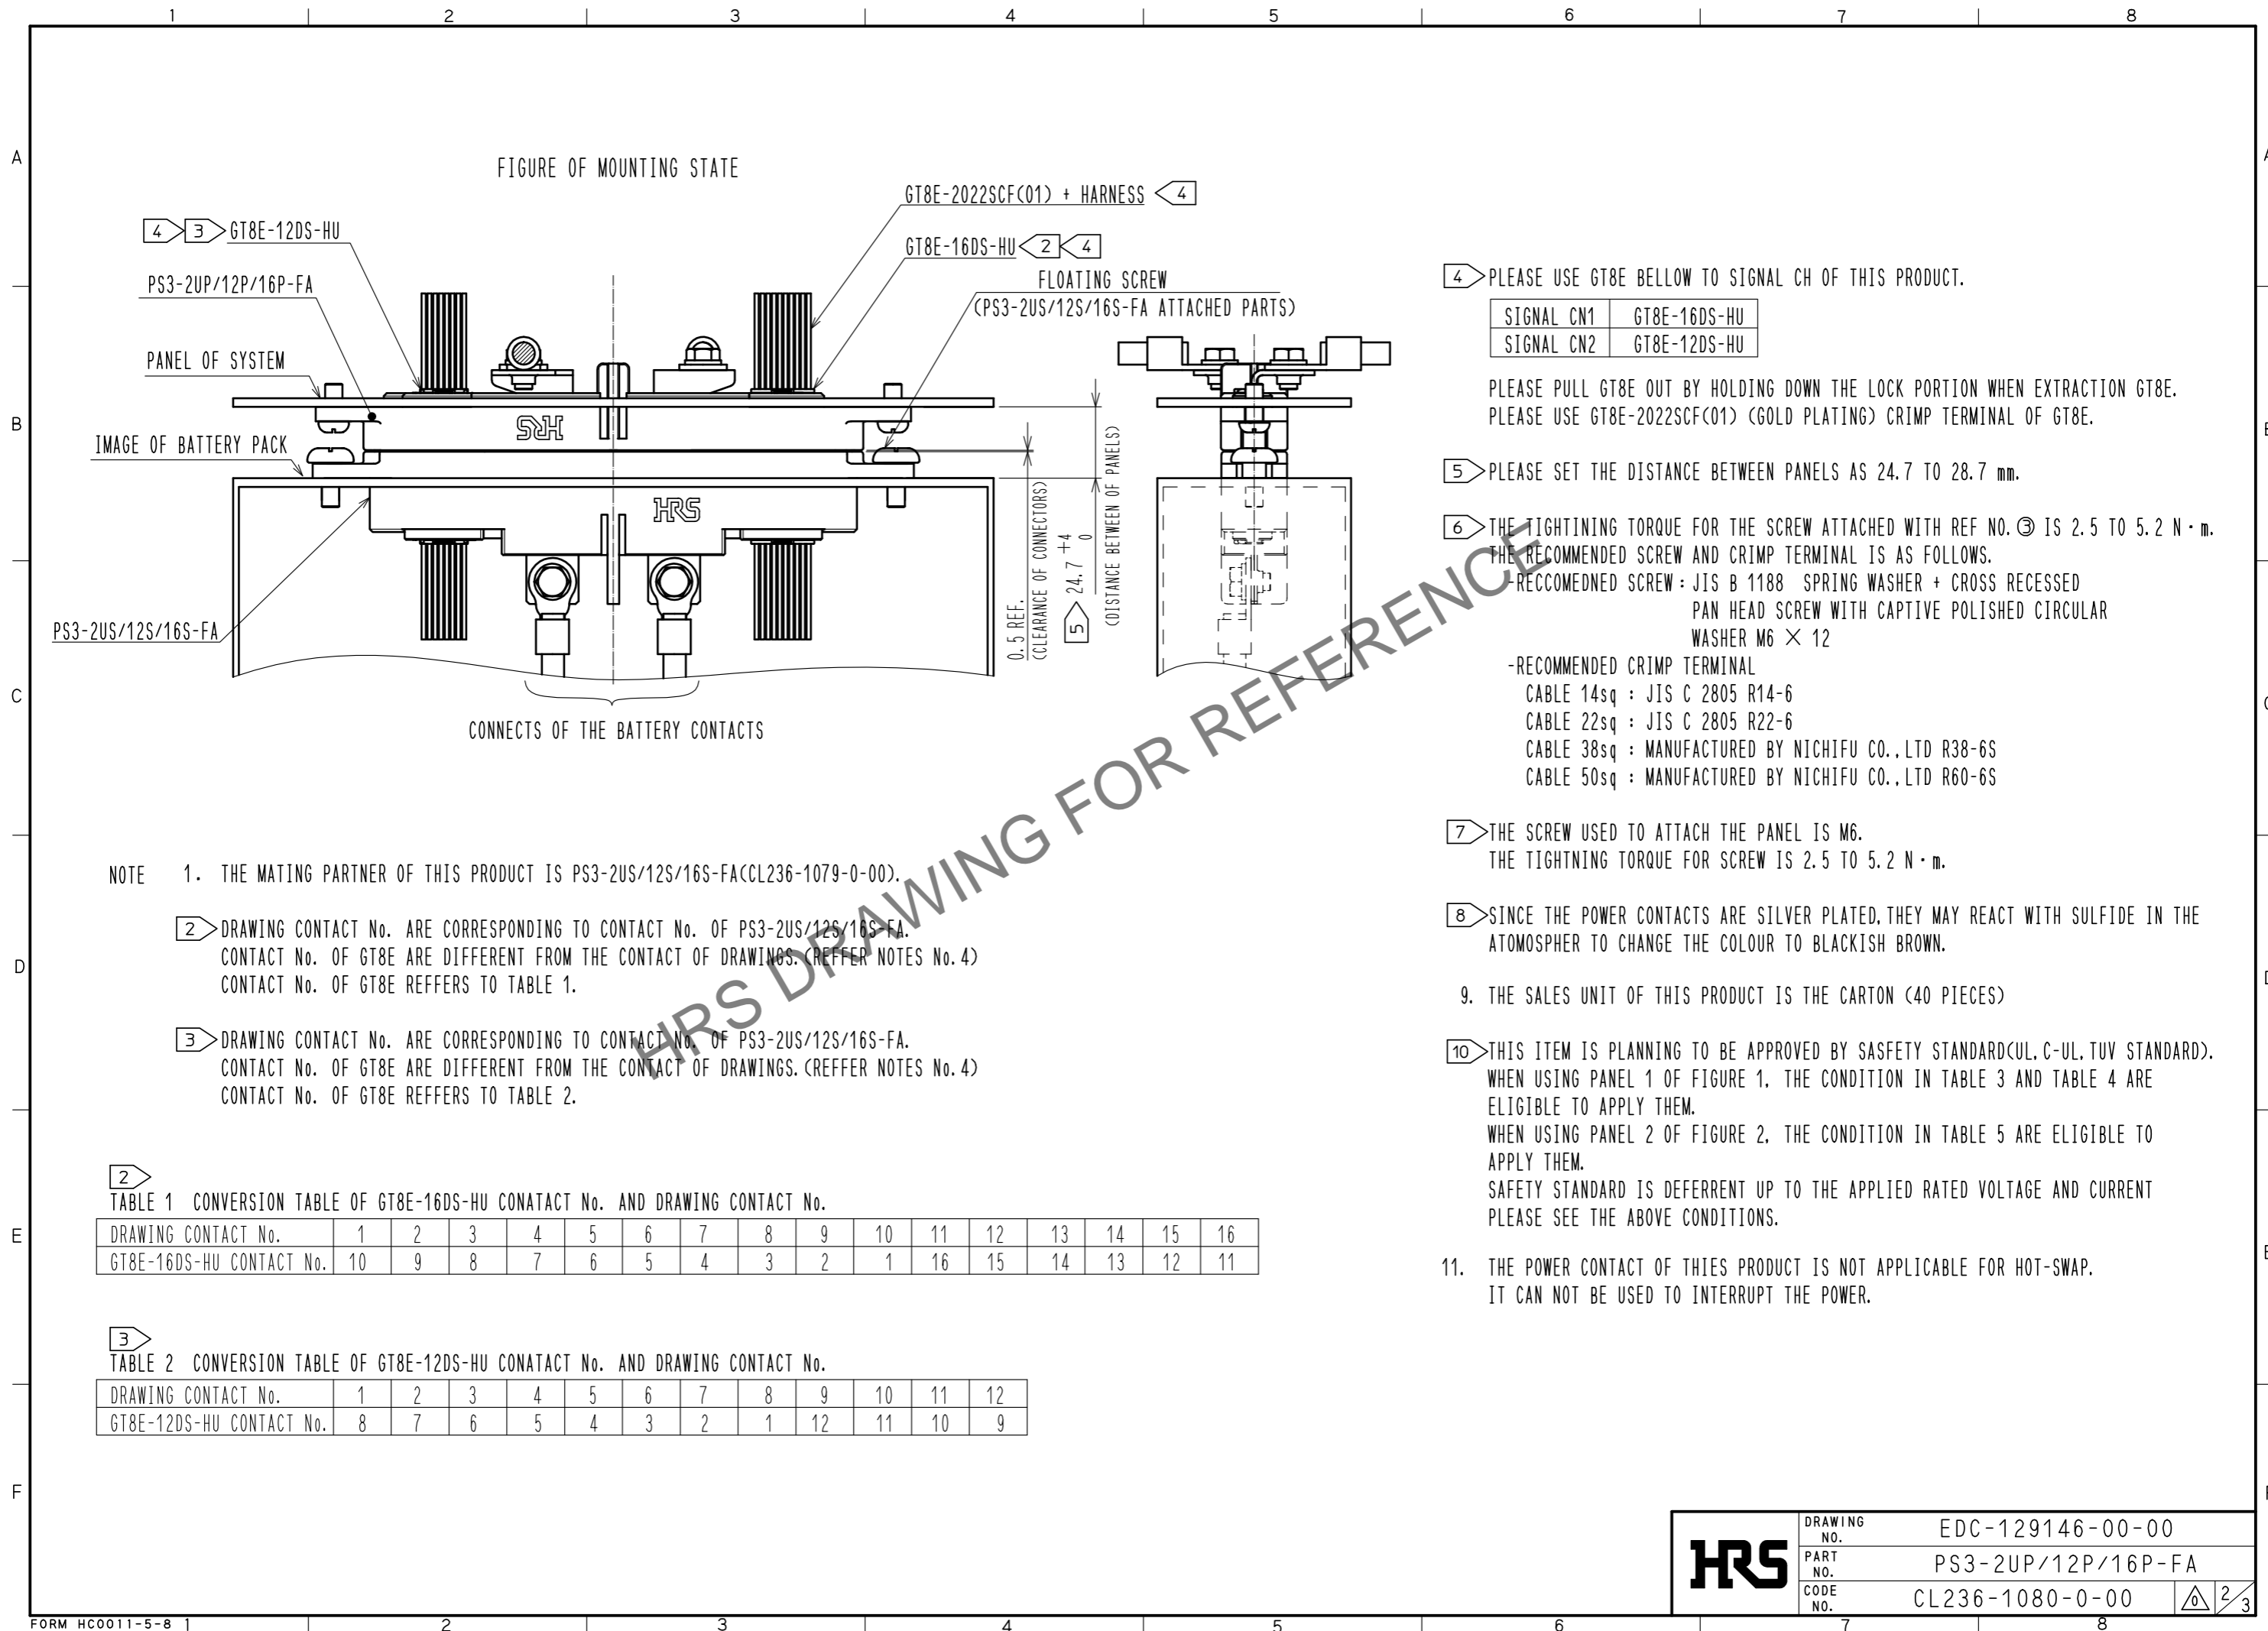 1 2 3 4 5 6 7 8
A
B
C
D
E
F
FIGURE OF MOUNTING STATE
GT8E-2022SCF(01) + HARNESS 4
4 3 GT8E-12DS-HU
GT8E-16DS-HU 2 4
PS3-2UP/12P/16P-FA
FLOATING SCREW
(PS3-2US/12S/16S-FA ATTACHED PARTS)
PANEL OF SYSTEM
HRS
IMAGE OF BATTERY PACK
HRS
PS3-2US/12S/16S-FA
0.5 REF.
(CLEARANCE OF CONNECTORS)
5 24.7 +4 0
(DISTANCE BETWEEN OF PANELS)
CONNECTS OF THE BATTERY CONTACTS
HRS DRAWING FOR REFERENCE
NOTE 1. THE MATING PARTNER OF THIS PRODUCT IS PS3-2US/12S/16S-FA(CL236-1079-0-00).
2 DRAWING CONTACT No. ARE CORRESPONDING TO CONTACT No. OF PS3-2US/12S/16S-FA.
CONTACT No. OF GT8E ARE DIFFERENT FROM THE CONTACT OF DRAWINGS.(REFFER NOTES No.4)
CONTACT No. OF GT8E REFFERS TO TABLE 1.
3 DRAWING CONTACT No. ARE CORRESPONDING TO CONTACT No. OF PS3-2US/12S/16S-FA.
CONTACT No. OF GT8E ARE DIFFERENT FROM THE CONTACT OF DRAWINGS.(REFFER NOTES No.4)
CONTACT No. OF GT8E REFFERS TO TABLE 2.
2
TABLE 1 CONVERSION TABLE OF GT8E-16DS-HU CONATACT No. AND DRAWING CONTACT No.
DRAWING CONTACT No. 1 2 3 4 5 6 7 8 9 10 11 12 13 14 15 16
GT8E-16DS-HU CONTACT No. 10 9 8 7 6 5 4 3 2 1 16 15 14 13 12 11
3
TABLE 2 CONVERSION TABLE OF GT8E-12DS-HU CONATACT No. AND DRAWING CONTACT No.
DRAWING CONTACT No. 1 2 3 4 5 6 7 8 9 10 11 12
GT8E-12DS-HU CONTACT No. 8 7 6 5 4 3 2 1 12 11 10 9
4 PLEASE USE GT8E BELLOW TO SIGNAL CH OF THIS PRODUCT.
SIGNAL CN1 GT8E-16DS-HU
SIGNAL CN2 GT8E-12DS-HU
PLEASE PULL GT8E OUT BY HOLDING DOWN THE LOCK PORTION WHEN EXTRACTION GT8E.
PLEASE USE GT8E-2022SCF(01) (GOLD PLATING) CRIMP TERMINAL OF GT8E.
5 PLEASE SET THE DISTANCE BETWEEN PANELS AS 24.7 TO 28.7 mm.
6 THE TIGHTINING TORQUE FOR THE SCREW ATTACHED WITH REF NO.③ IS 2.5 TO 5.2 N・m.
THE RECOMMENDED SCREW AND CRIMP TERMINAL IS AS FOLLOWS.
-RECCOMEDNED SCREW : JIS B 1188 SPRING WASHER + CROSS RECESSED
PAN HEAD SCREW WITH CAPTIVE POLISHED CIRCULAR
WASHER M6 × 12
-RECOMMENDED CRIMP TERMINAL
CABLE 14sq : JIS C 2805 R14-6
CABLE 22sq : JIS C 2805 R22-6
CABLE 38sq : MANUFACTURED BY NICHIFU CO.,LTD R38-6S
CABLE 50sq : MANUFACTURED BY NICHIFU CO.,LTD R60-6S
7 THE SCREW USED TO ATTACH THE PANEL IS M6.
THE TIGHTNING TORQUE FOR SCREW IS 2.5 TO 5.2 N・m.
8 SINCE THE POWER CONTACTS ARE SILVER PLATED,THEY MAY REACT WITH SULFIDE IN THE
ATOMOSPHER TO CHANGE THE COLOUR TO BLACKISH BROWN.
9. THE SALES UNIT OF THIS PRODUCT IS THE CARTON (40 PIECES)
10 THIS ITEM IS PLANNING TO BE APPROVED BY SASFETY STANDARD(UL,C-UL,TUV STANDARD).
WHEN USING PANEL 1 OF FIGURE 1, THE CONDITION IN TABLE 3 AND TABLE 4 ARE
ELIGIBLE TO APPLY THEM.
WHEN USING PANEL 2 OF FIGURE 2, THE CONDITION IN TABLE 5 ARE ELIGIBLE TO
APPLY THEM.
SAFETY STANDARD IS DEFERRENT UP TO THE APPLIED RATED VOLTAGE AND CURRENT
PLEASE SEE THE ABOVE CONDITIONS.
11. THE POWER CONTACT OF THIES PRODUCT IS NOT APPLICABLE FOR HOT-SWAP.
IT CAN NOT BE USED TO INTERRUPT THE POWER.
HRS
DRAWING NO. EDC-129146-00-00
PART NO. PS3-2UP/12P/16P-FA
CODE NO. CL236-1080-0-00 0 2/3
FORM HC0011-5-8 1 2 3 4 5 6 7 8